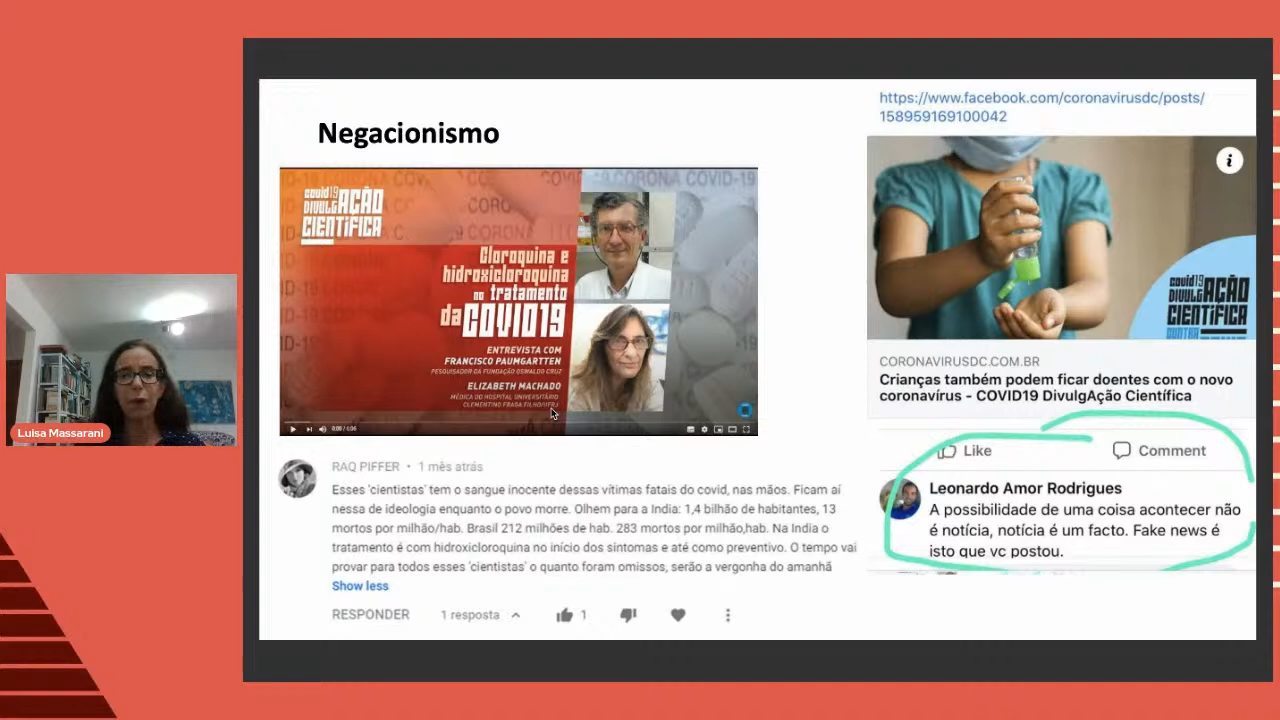 Negacionismo
covid19
DIVULGAÇÃO
CIENTÍFICA
Cloroquina e
hidroxicloroquina
no tratamento
da COVID19
ENTREVISTA COM
FRANCISCO PAUMGARTTEN
PESQUISADOR DA FUNDAÇÃO OSWALDO CRUZ
ELIZABETH MACHADO
MÉDICA DO HOSPITAL UNIVERSITÁRIO
CLEMENTINO FRAGA FILHO/UFRJ
RAQ PIFFER • 1 mês atrás
Esses 'cientistas' tem o sangue inocente dessas vítimas fatais do covid, nas mãos. Ficam aí
nessa de ideologia enquanto o povo morre. Olhem para a India: 1,4 bilhão de habitantes, 13
mortos por milhão/hab. Brasil 212 milhões de hab. 283 mortos por milhão,hab. Na India o
tratamento é com hidroxicloroquina no início dos sintomas e até como preventivo. O tempo vai
provar para todos esses 'cientistas' o quanto foram omissos, serão a vergonha do amanhã
Show less
RESPONDER 1 resposta 1
https://www.facebook.com/coronavirusdc/posts/
158959169100042
covid19
DIVULGAÇÃO
CIENTÍFICA
CORONAVIRUSDC.COM.BR
Crianças também podem ficar doentes com o novo
coronavírus - COVID19 DivulgAção Científica
Like Comment
Leonardo Amor Rodrigues
A possibilidade de uma coisa acontecer não
é notícia, notícia é um facto. Fake news é
isto que vc postou.
Luisa Massarani